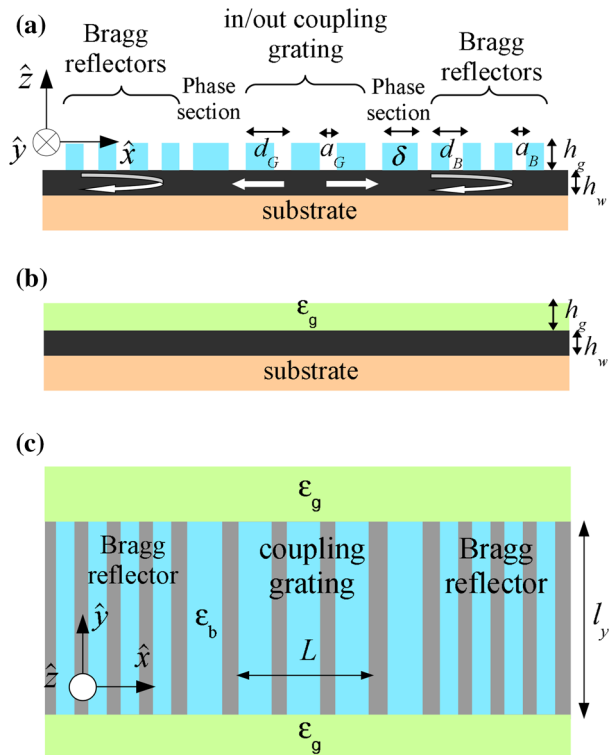 (a)
in/out coupling
grating
Bragg
reflectors
Phase
section
Phase
section
Bragg
reflectors
ẑ
ŷ
x̂
d_G
a_G
δ
d_B
a_B
h_g
h_w
substrate
(b)
ε_g
h_g
h_w
substrate
(c)
ε_g
Bragg
reflector
coupling
grating
Bragg
reflector
ε_b
ŷ
x̂
ẑ
L
l_y
ε_g